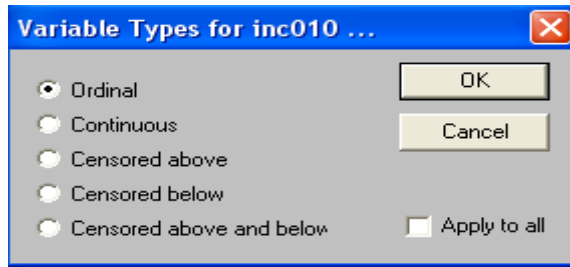 Variable Types for inc010 ...
Ordinal
OK
Continuous
Cancel
Censored above
Censored below
Censored above and below
Apply to all